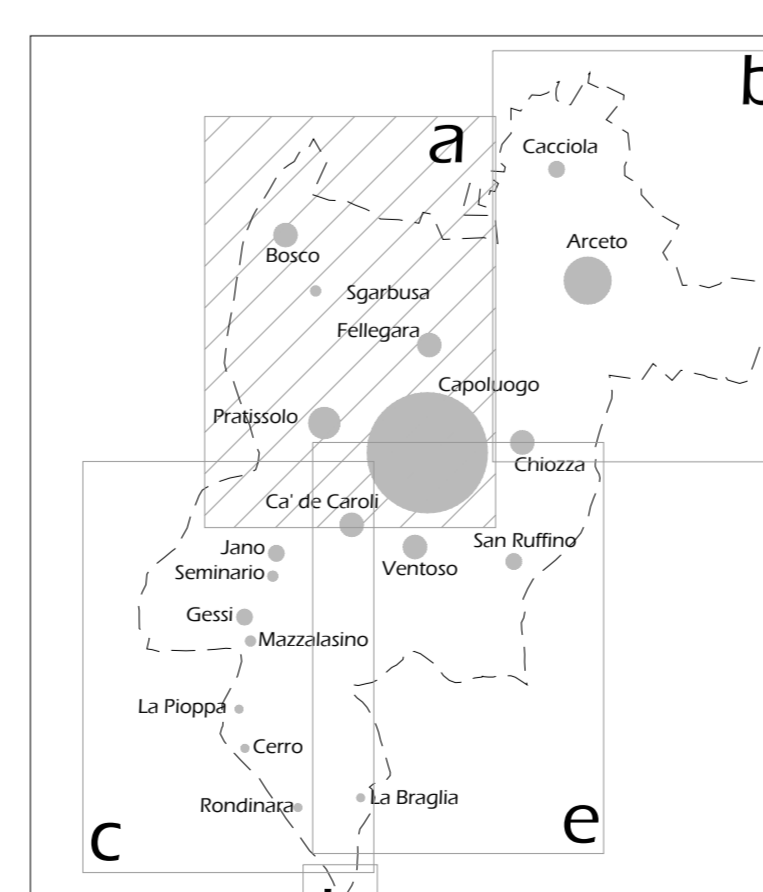 b
a
Cacciola
Arceto
Bosco
Sgarbusa
Fellegara
Capoluogo
Pratissolo
Chiozza
Ca' de Caroli
San Ruffino
Jano
Ventoso
Seminario
Gessi
Mazzalasino
La Pioppa
Cerro
La Braglia
Rondinara
c
e